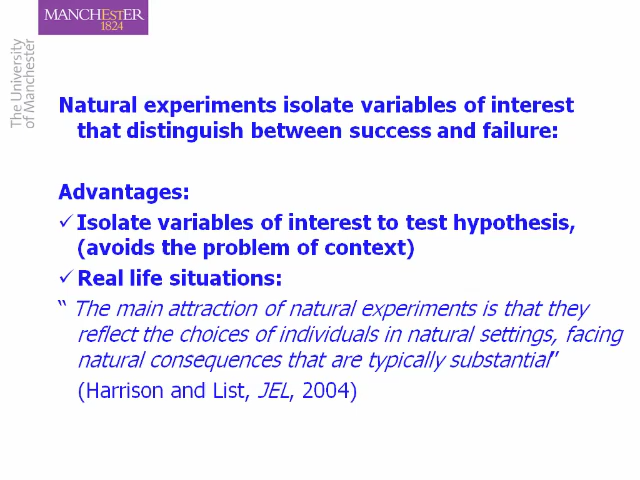 MANCHESTER
1824
The University
of Manchester
Natural experiments isolate variables of interest
that distinguish between success and failure:
Advantages:
✓ Isolate variables of interest to test hypothesis,
(avoids the problem of context)
✓ Real life situations:
“ The main attraction of natural experiments is that they
reflect the choices of individuals in natural settings, facing
natural consequences that are typically substantial”
(Harrison and List, JEL, 2004)